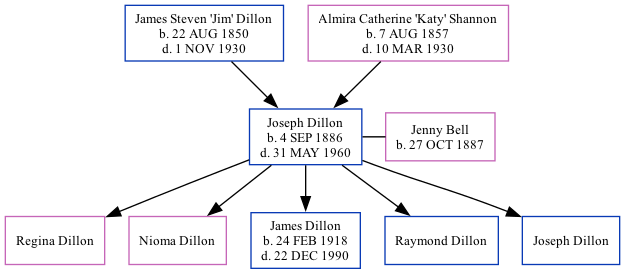 James Steven 'Jim' Dillon
b. 22 AUG 1850
d. 1 NOV 1930
Almira Catherine 'Katy' Shannon
b. 7 AUG 1857
d. 10 MAR 1930
Joseph Dillon
b. 4 SEP 1886
d. 31 MAY 1960
Jenny Bell
b. 27 OCT 1887
Regina Dillon
Nioma Dillon
James Dillon
b. 24 FEB 1918
d. 22 DEC 1990
Raymond Dillon
Joseph Dillon